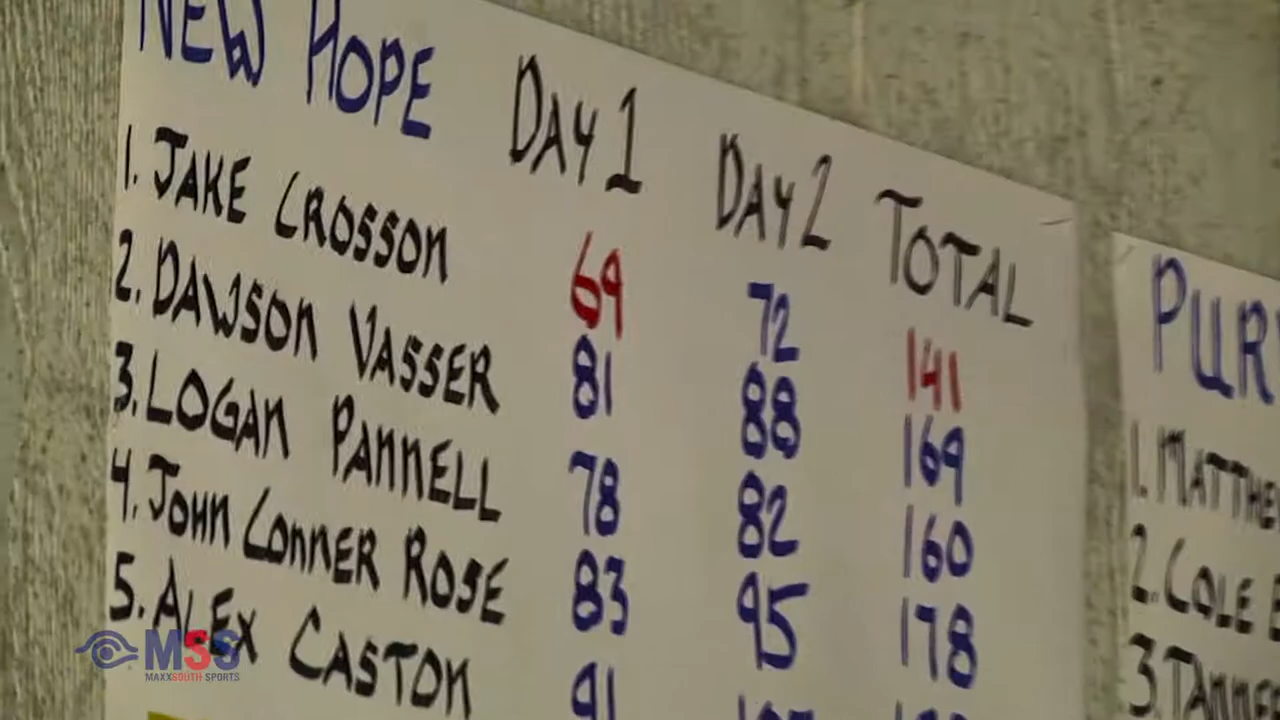 NEW HOPE DAY 1 DAY 2 TOTAL
1. JAKE CROSSON 69 72 141
2. DAWSON VASSER 81 88 169
3. LOGAN PANNELL 78 82 160
4. JOHN CONNER ROSE 83 95 178
5. ALEX CASTON 91
PUR
1. MATTHE
2. COLE
3. TANNE
MSS
MAXXSOUTH SPORTS